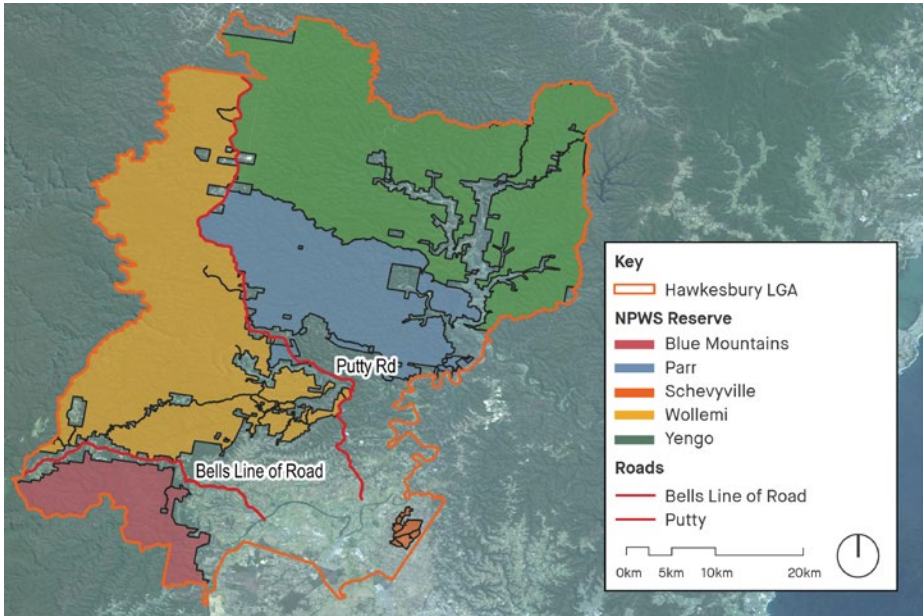 Putty Rd
Bells Line of Road
Key
Hawkesbury LGA
NPWS Reserve
Blue Mountains
Parr
Schevyville
Wollemi
Yengo
Roads
Bells Line of Road
Putty
0km 5km 10km 20km